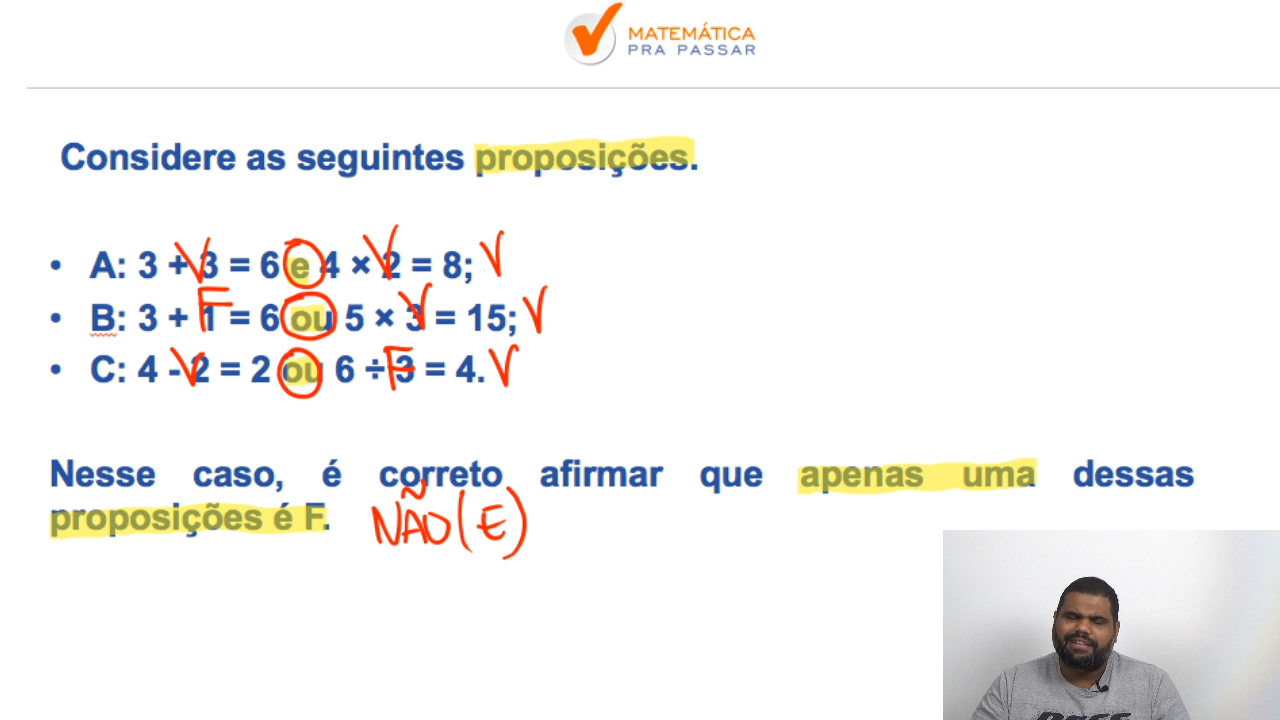 MATEMÁTICA
PRA PASSAR
Considere as seguintes proposições.
• A: 3 + 3 = 6 e 4 × 2 = 8; V
V V
• B: 3 + 1 = 6 ou 5 × 3 = 15; V
F V
• C: 4 - 2 = 2 ou 6 ÷ 3 = 4. V
V F
Nesse caso, é correto afirmar que apenas uma dessas
proposições é F. NÃO (E)